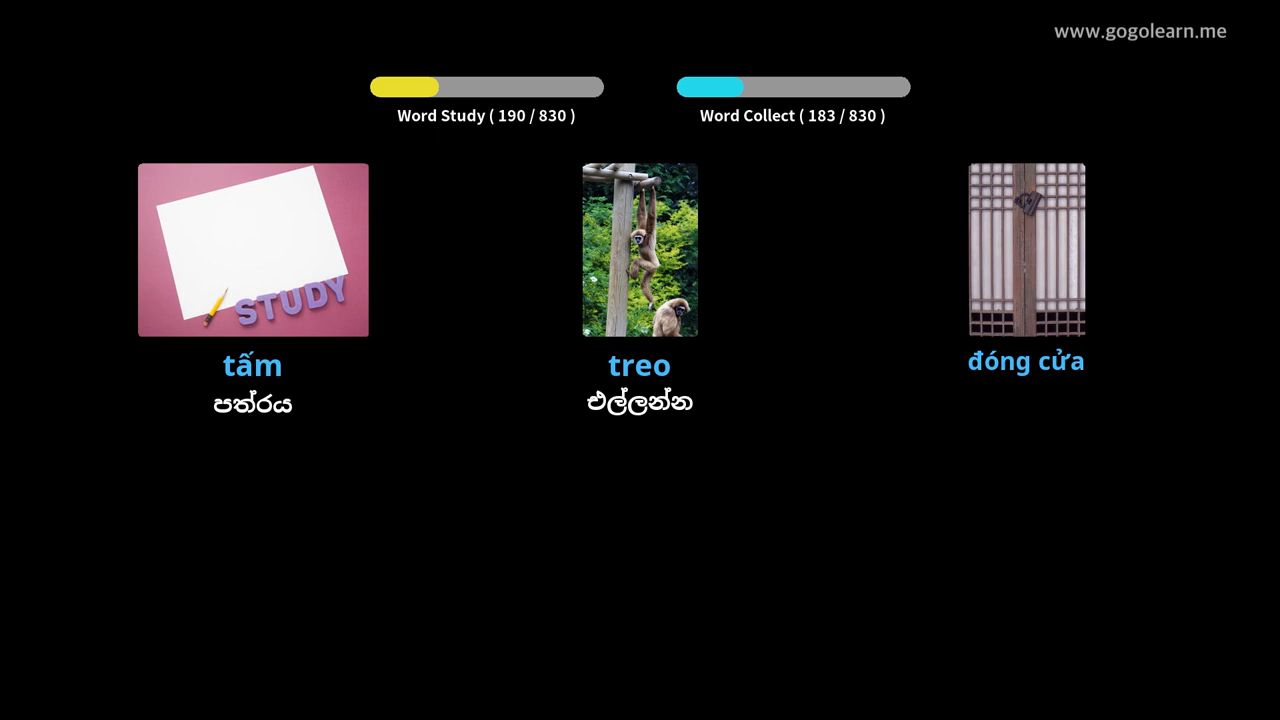 www.gogolearn.me
Word Study ( 190 / 830 )
Word Collect ( 183 / 830 )
STUDY
tấm
treo
đóng cửa
පත්රය
එල්ලන්න